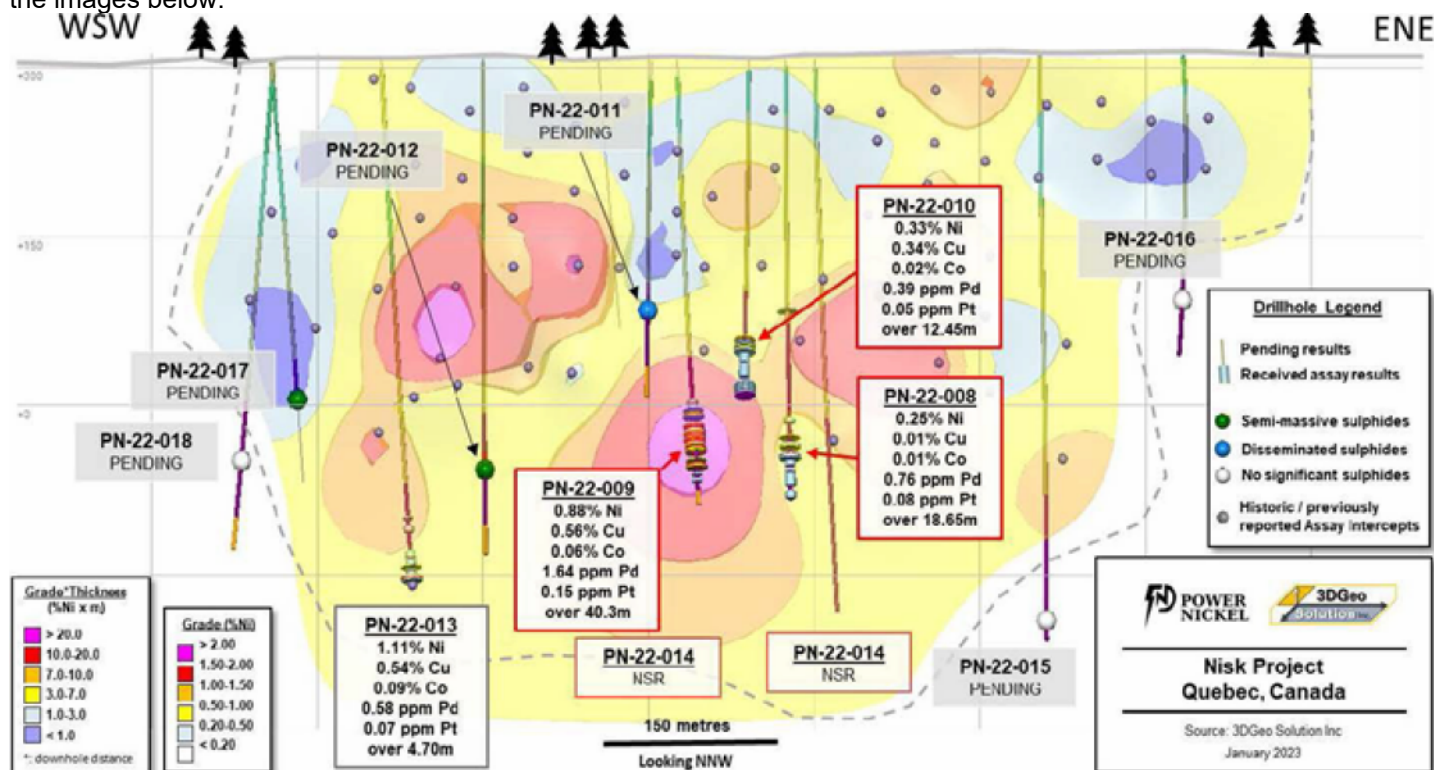 the images below.
WSW
ENE
+200
+150
+0
PN-22-011
PENDING
PN-22-012
PENDING
PN-22-010
0.33% Ni
0.34% Cu
0.02% Co
0.39 ppm Pd
0.05 ppm Pt
over 12.45m
PN-22-016
PENDING
PN-22-017
PENDING
PN-22-018
PENDING
PN-22-008
0.25% Ni
0.01% Cu
0.01% Co
0.76 ppm Pd
0.08 ppm Pt
over 18.65m
PN-22-009
0.88% Ni
0.56% Cu
0.06% Co
1.64 ppm Pd
0.15 ppm Pt
over 40.3m
PN-22-013
1.11% Ni
0.54% Cu
0.09% Co
0.58 ppm Pd
0.07 ppm Pt
over 4.70m
PN-22-014
NSR
PN-22-014
NSR
PN-22-015
PENDING
150 metres
Looking NNW
Drillhole Legend
Pending results
Received assay results
Semi-massive sulphides
Disseminated sulphides
No significant sulphides
Historic / previously
reported Assay Intercepts
Grade*Thickness
(%Ni x m)
> 20.0
10.0-20.0
7.0-10.0
3.0-7.0
1.0-3.0
< 1.0
*: downhole distance
Grade (%Ni)
> 2.00
1.50-2.00
1.00-1.50
0.50-1.00
0.20-0.50
< 0.20
POWER
NICKEL
3DGeo
Solution Inc
Nisk Project
Quebec, Canada
Source: 3DGeo Solution Inc
January 2023